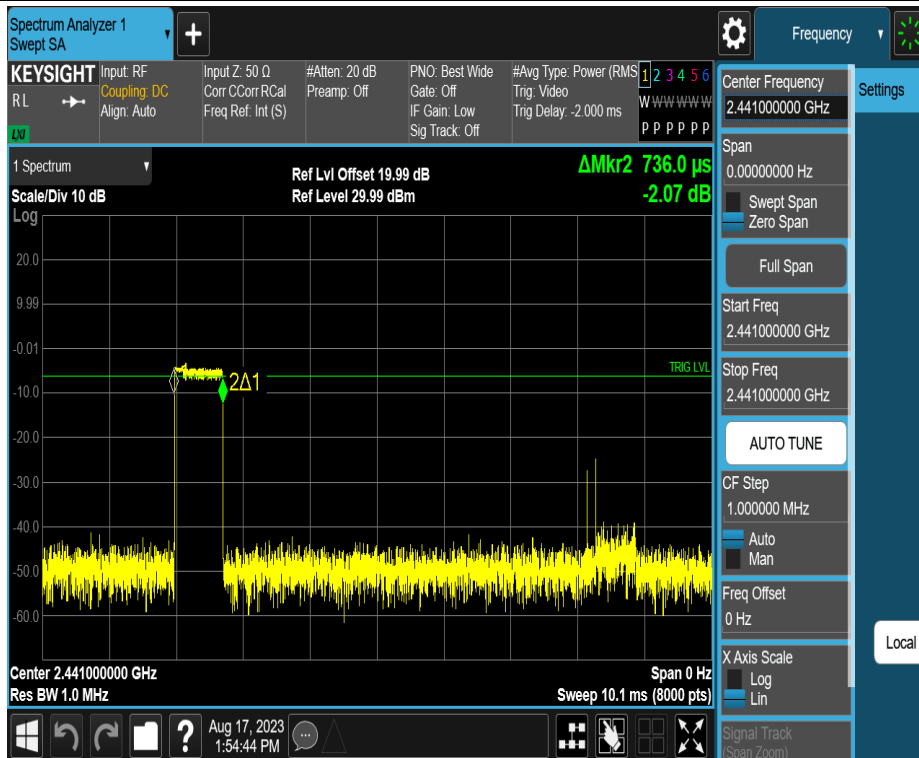 Spectrum Analyzer 1
Swept SA
+
Frequency
KEYSIGHT
R L
LXI
Input: RF
Coupling: DC
Align: Auto
Input Z: 50 Ω
Corr CCorr RCal
Freq Ref: Int (S)
#Atten: 20 dB
Preamp: Off
PNO: Best Wide
Gate: Off
IF Gain: Low
Sig Track: Off
#Avg Type: Power (RMS
Trig: Video
Trig Delay: -2.000 ms
1 2 3 4 5 6
W W W W W W
P P P P P P
1 Spectrum
Scale/Div 10 dB
Log
Ref Lvl Offset 19.99 dB
Ref Level 29.99 dBm
ΔMkr2 736.0 µs
-2.07 dB
20.0
9.99
-0.01
-10.0
-20.0
-30.0
-40.0
-50.0
-60.0
TRIG LVL
2Δ1
Center 2.441000000 GHz
Res BW 1.0 MHz
Span 0 Hz
Sweep 10.1 ms (8000 pts)
?
Aug 17, 2023
1:54:44 PM
Center Frequency
2.441000000 GHz
Span
0.00000000 Hz
Swept Span
Zero Span
Full Span
Start Freq
2.441000000 GHz
Stop Freq
2.441000000 GHz
AUTO TUNE
CF Step
1.000000 MHz
Auto
Man
Freq Offset
0 Hz
X Axis Scale
Log
Lin
Signal Track
(Span Zoom)
Settings
Local